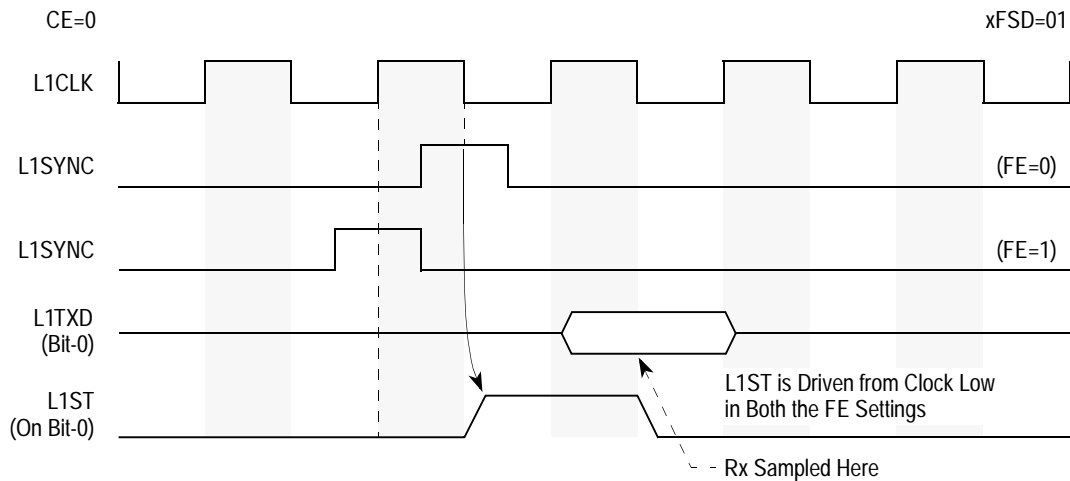 CE=0
xFSD=01
L1CLK
L1SYNC
(FE=0)
L1SYNC
(FE=1)
L1TXD
(Bit-0)
L1ST
(On Bit-0)
L1ST is Driven from Clock Low
in Both the FE Settings
Rx Sampled Here